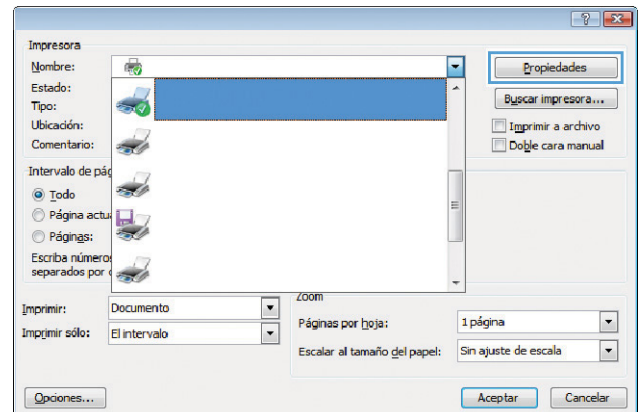 Impresora
Nombre:
Propiedades
Estado:
Tipo:
Buscar impresora...
Ubicación:
Imprimir a archivo
Comentario:
Doble cara manual
Intervalo de pág
Todo
Página actu
Páginas:
Escriba número
separados por
Imprimir:
Documento
Imprimir sólo:
El intervalo
Zoom
Páginas por hoja:
1 página
Escalar al tamaño del papel:
Sin ajuste de escala
Opciones...
Aceptar
Cancelar